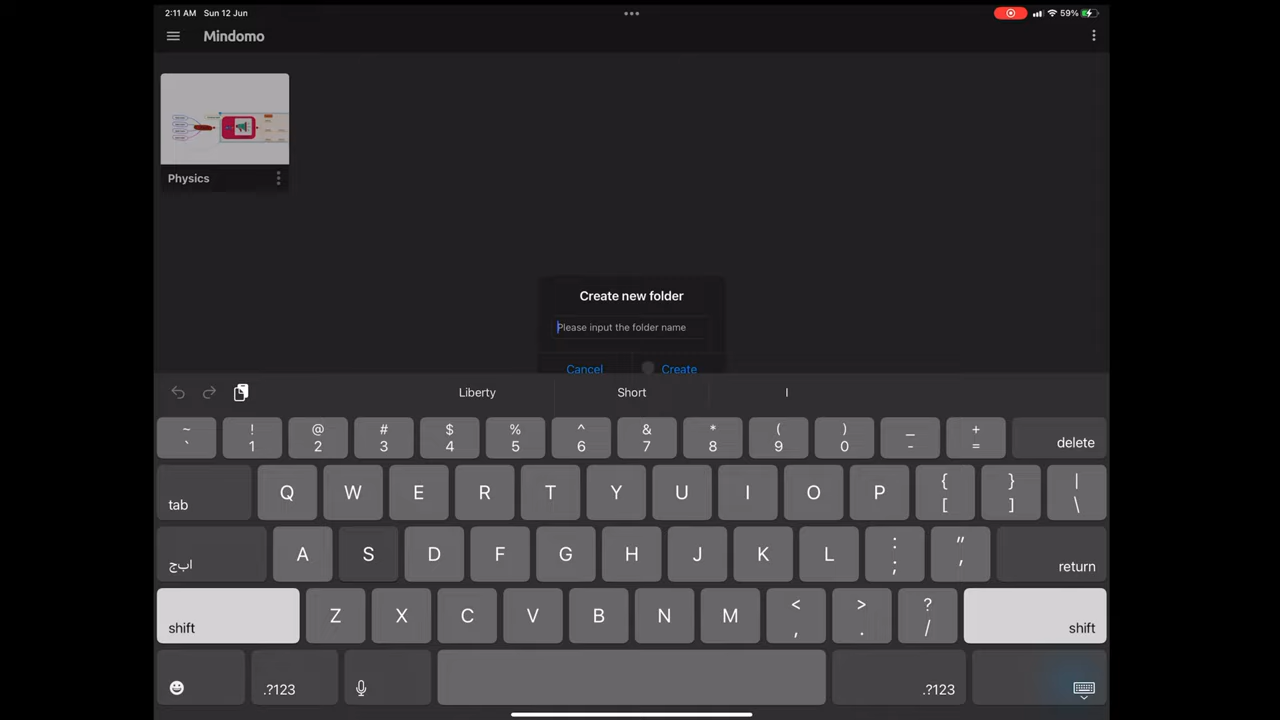 2:11 AM Sun 12 Jun
59%
Mindomo
Physics
Create new folder
Please input the folder name
Cancel Create
Liberty Short I
~ ! @ # $ % ^ & * ( ) _ +
` 1 2 3 4 5 6 7 8 9 0 - = delete
tab Q W E R T Y U I O P { [ } ] | \
ابج A S D F G H J K L : ; " ' return
shift Z X C V B N M < , > . ? / shift
.?123 .?123